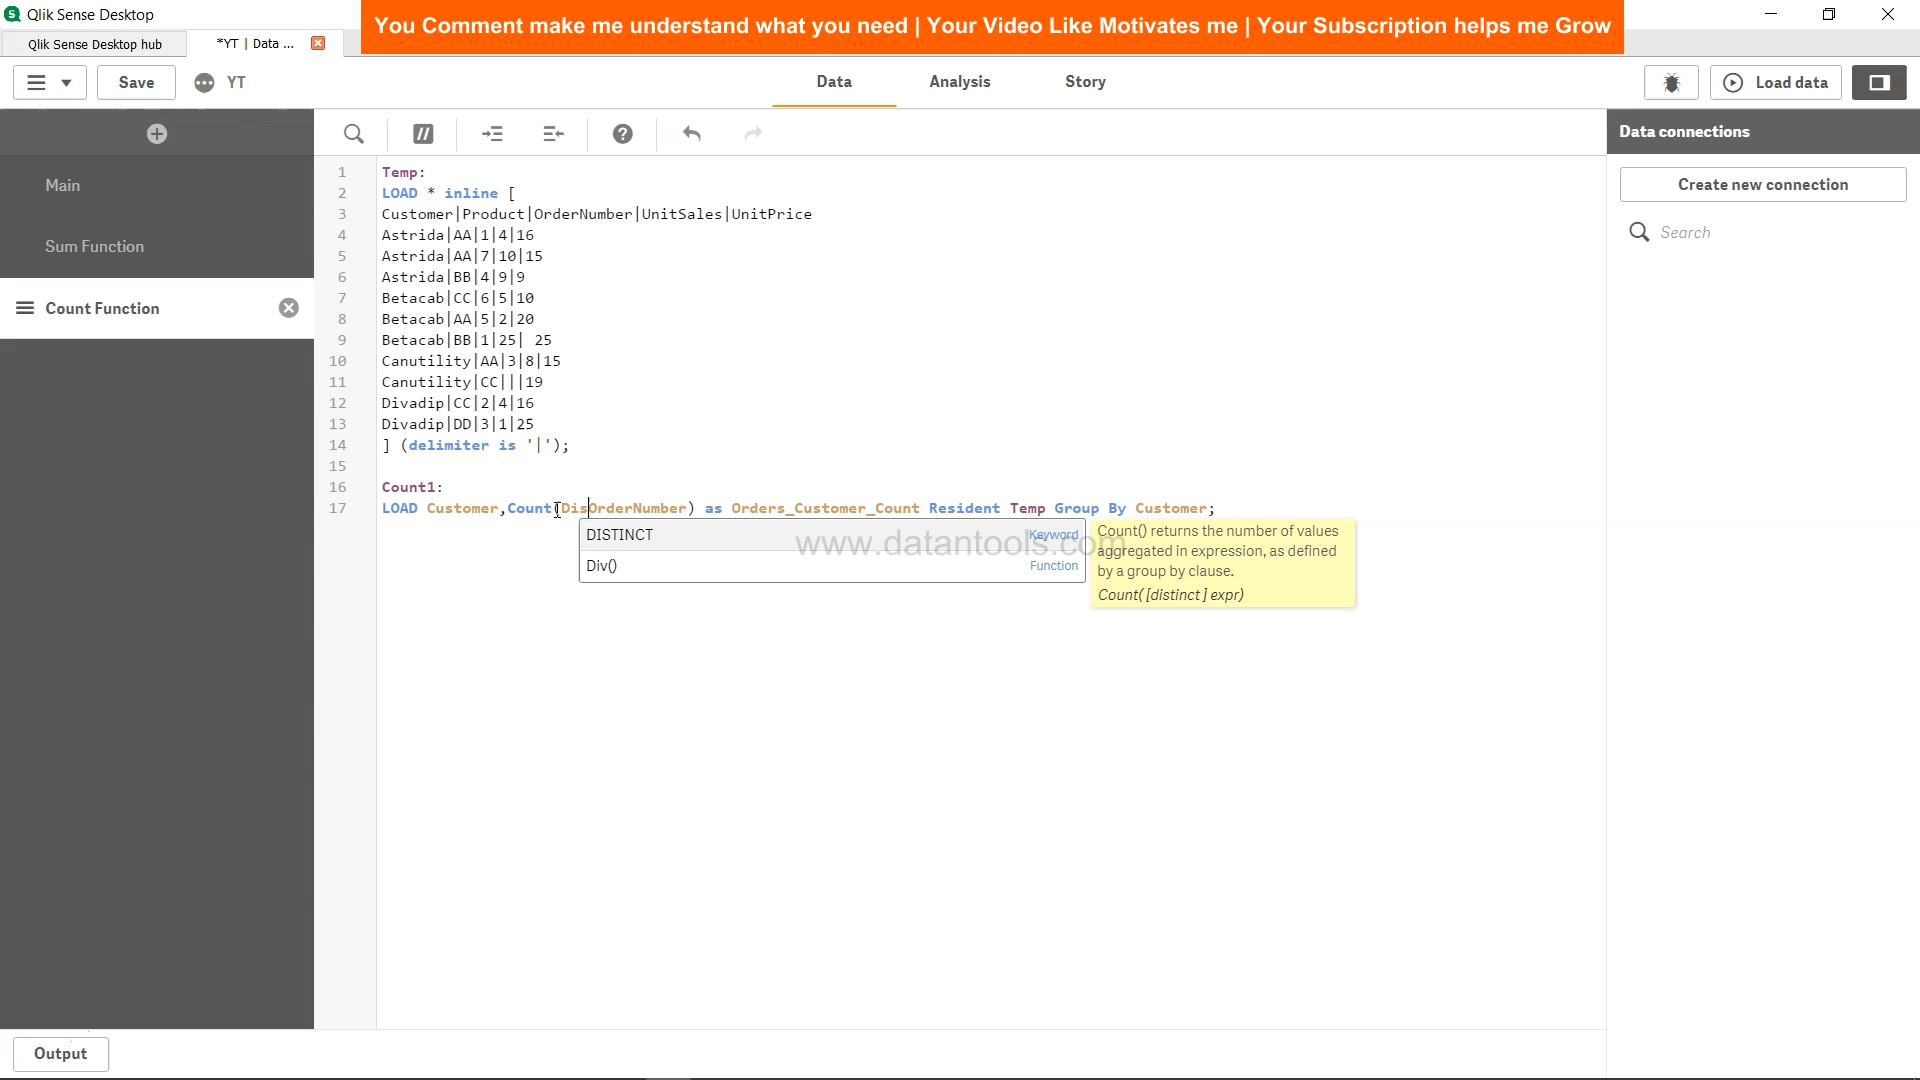 Qlik Sense Desktop
You Comment make me understand what you need | Your Video Like Motivates me | Your Subscription helps me Grow
Qlik Sense Desktop hub
*YT | Data ...
Save
YT
Data
Analysis
Story
Load data
Main
Sum Function
Count Function
1 Temp:
2 LOAD * inline [
3 Customer|Product|OrderNumber|UnitSales|UnitPrice
4 Astrida|AA|1|4|16
5 Astrida|AA|7|10|15
6 Astrida|BB|4|9|9
7 Betacab|CC|6|5|10
8 Betacab|AA|5|2|20
9 Betacab|BB|1|25| 25
10 Canutility|AA|3|8|15
11 Canutility|CC|||19
12 Divadip|CC|2|4|16
13 Divadip|DD|3|1|25
14 ] (delimiter is '|');
15
16 Count1:
17 LOAD Customer,Count(DisOrderNumber) as Orders_Customer_Count Resident Temp Group By Customer;
DISTINCT Keyword
Div() Function
www.datantools.com
Count() returns the number of values
aggregated in expression, as defined
by a group by clause.
Count([distinct] expr)
Data connections
Create new connection
Search
Output